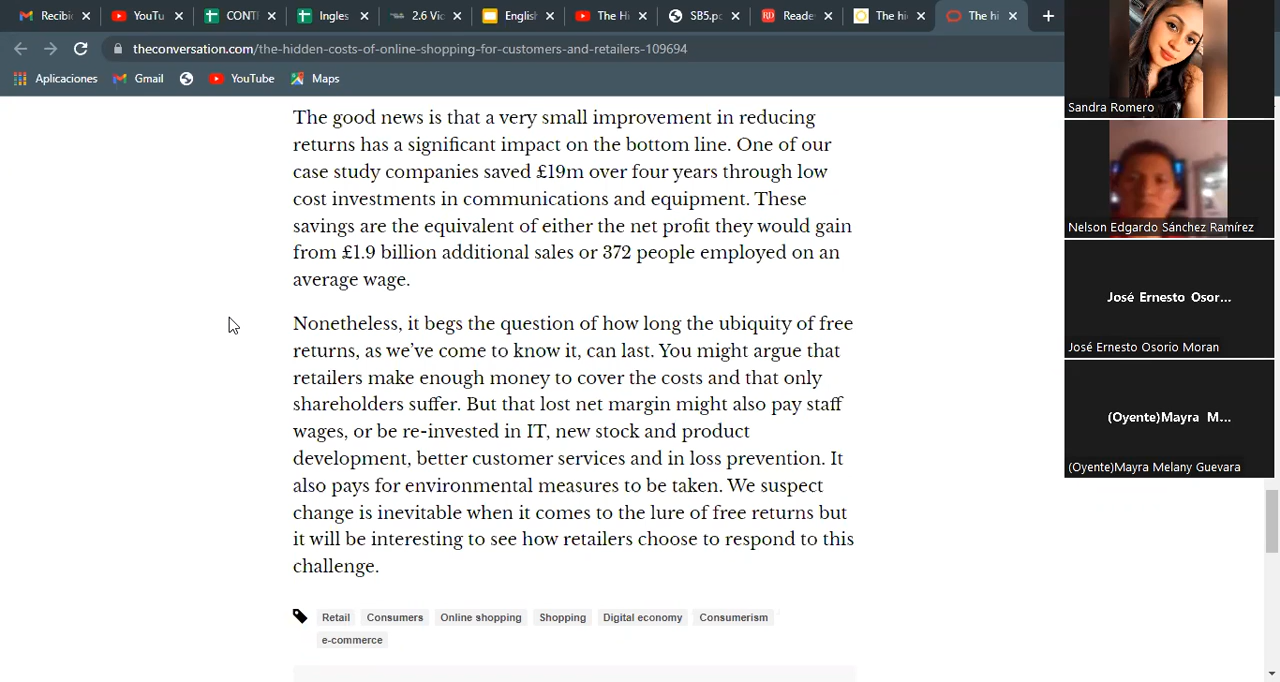 Recibi
YouTu
CONTI
Ingles
2.6 Vic
English
The Hi
SB5.pc
Reade
The hi
The hi
theconversation.com/the-hidden-costs-of-online-shopping-for-customers-and-retailers-109694
Aplicaciones
Gmail
YouTube
Maps
The good news is that a very small improvement in reducing
returns has a significant impact on the bottom line. One of our
case study companies saved £19m over four years through low
cost investments in communications and equipment. These
savings are the equivalent of either the net profit they would gain
from £1.9 billion additional sales or 372 people employed on an
average wage.
Nonetheless, it begs the question of how long the ubiquity of free
returns, as we’ve come to know it, can last. You might argue that
retailers make enough money to cover the costs and that only
shareholders suffer. But that lost net margin might also pay staff
wages, or be re-invested in IT, new stock and product
development, better customer services and in loss prevention. It
also pays for environmental measures to be taken. We suspect
change is inevitable when it comes to the lure of free returns but
it will be interesting to see how retailers choose to respond to this
challenge.
Retail
Consumers
Online shopping
Shopping
Digital economy
Consumerism
e-commerce
Sandra Romero
Nelson Edgardo Sánchez Ramírez
José Ernesto Osor...
José Ernesto Osorio Moran
(Oyente)Mayra M...
(Oyente)Mayra Melany Guevara